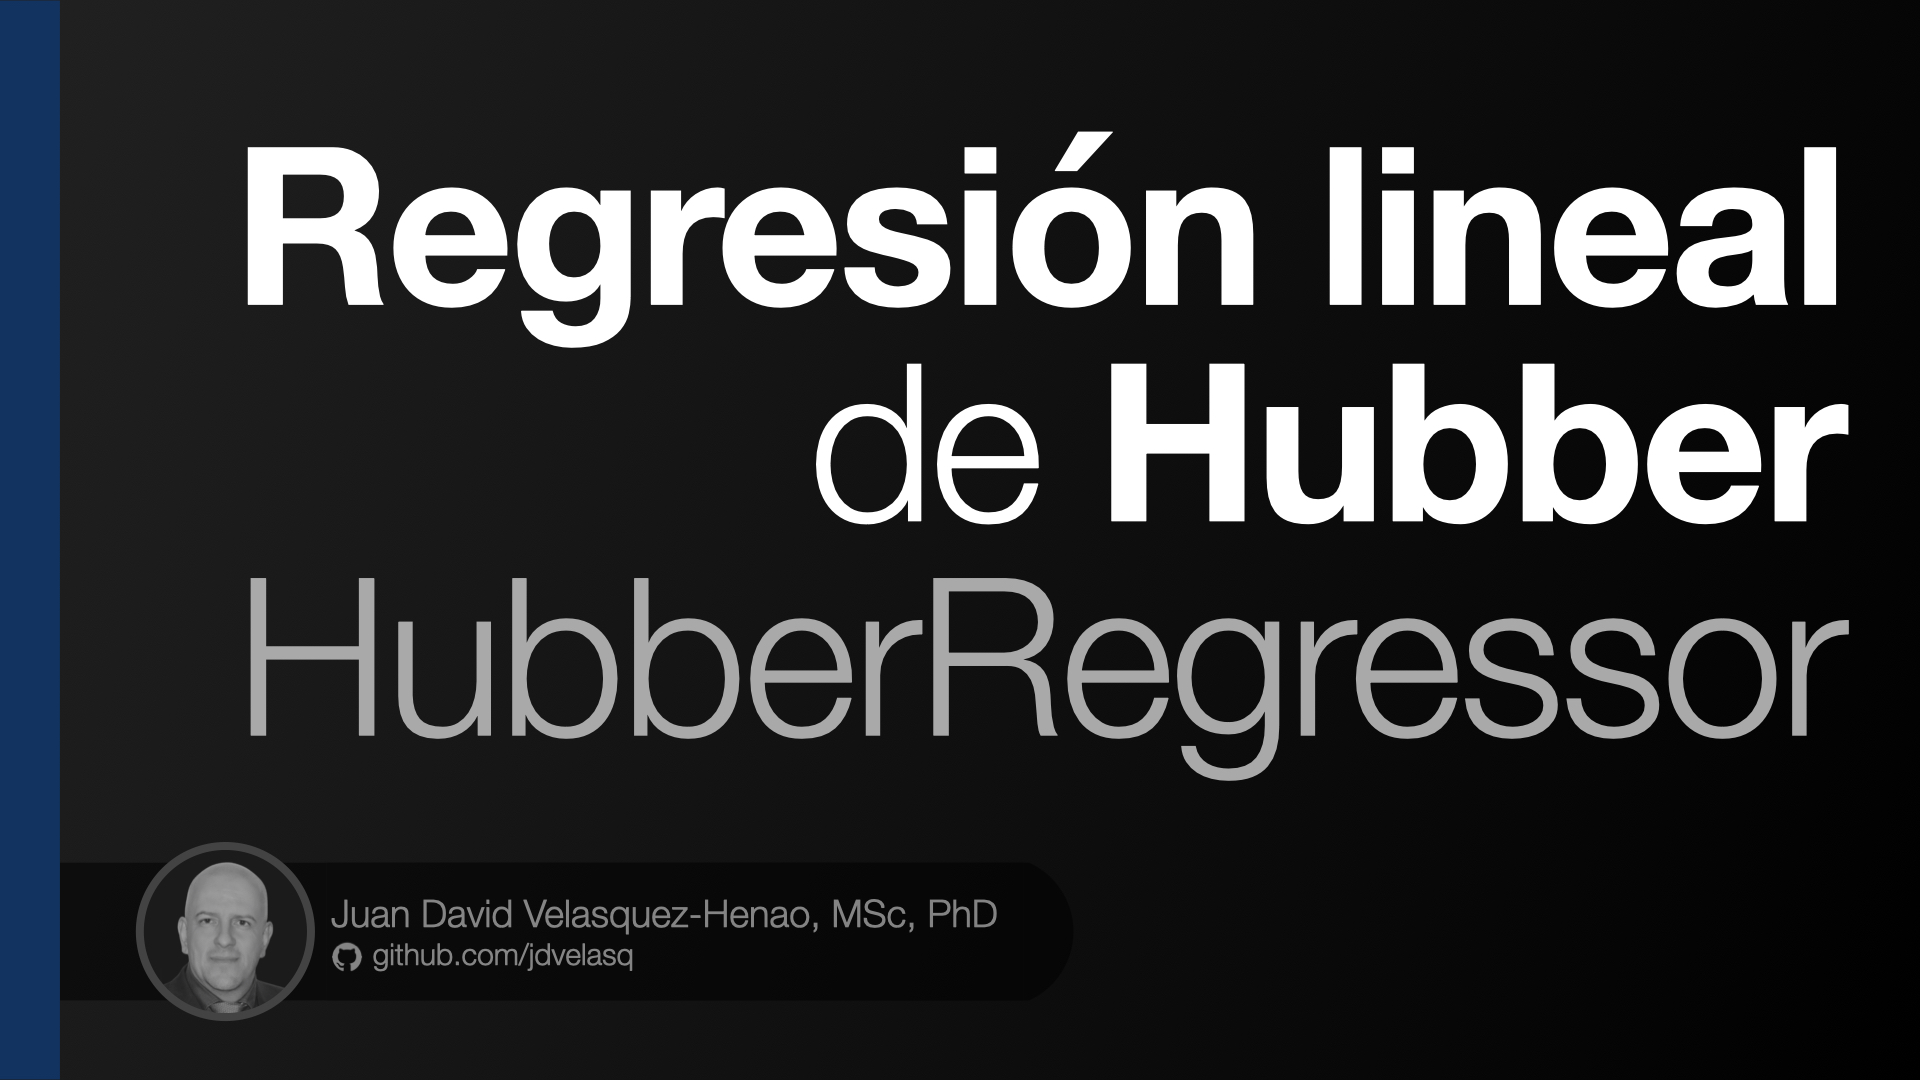 Regresión lineal
de Hubber
HubberRegressor
Juan David Velasquez-Henao, MSc, PhD
github.com/jdvelasq